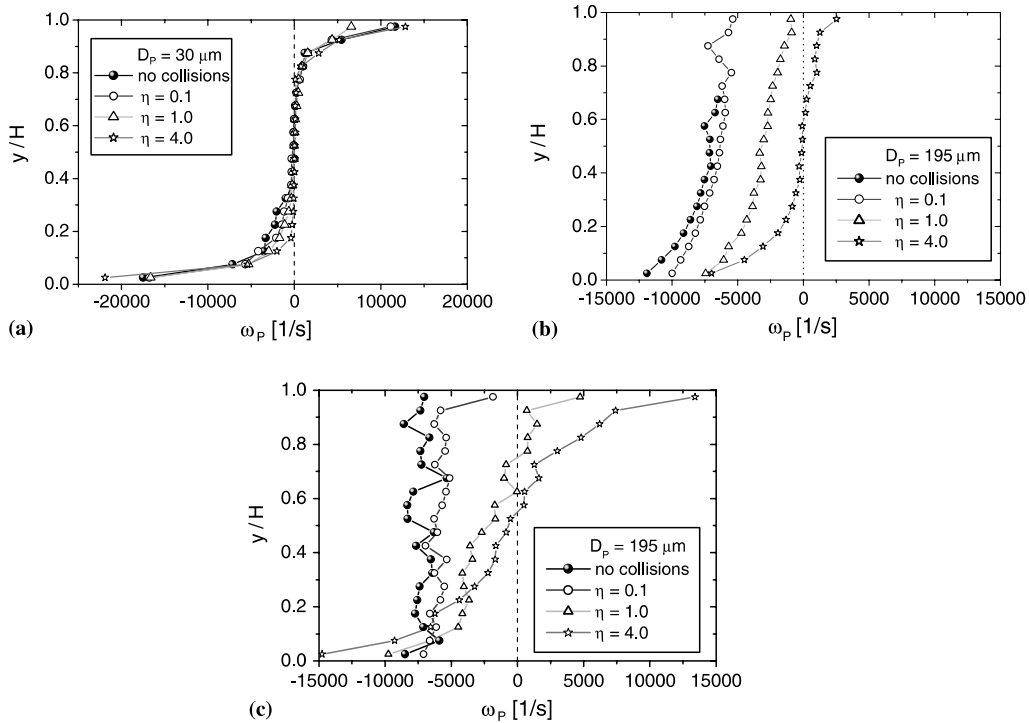 1.0
0.8
0.6
0.4
0.2
0.0
y / H
D_P = 30 μm
no collisions
η = 0.1
η = 1.0
η = 4.0
-20000 -10000 0 10000 20000
ω_P [1/s]
(a)
1.0
0.8
0.6
0.4
0.2
0.0
y / H
D_P = 195 μm
no collisions
η = 0.1
η = 1.0
η = 4.0
-15000 -10000 -5000 0 5000 10000 15000
ω_P [1/s]
(b)
1.0
0.8
0.6
0.4
0.2
0.0
y / H
D_P = 195 μm
no collisions
η = 0.1
η = 1.0
η = 4.0
-15000 -10000 -5000 0 5000 10000 15000
ω_P [1/s]
(c)